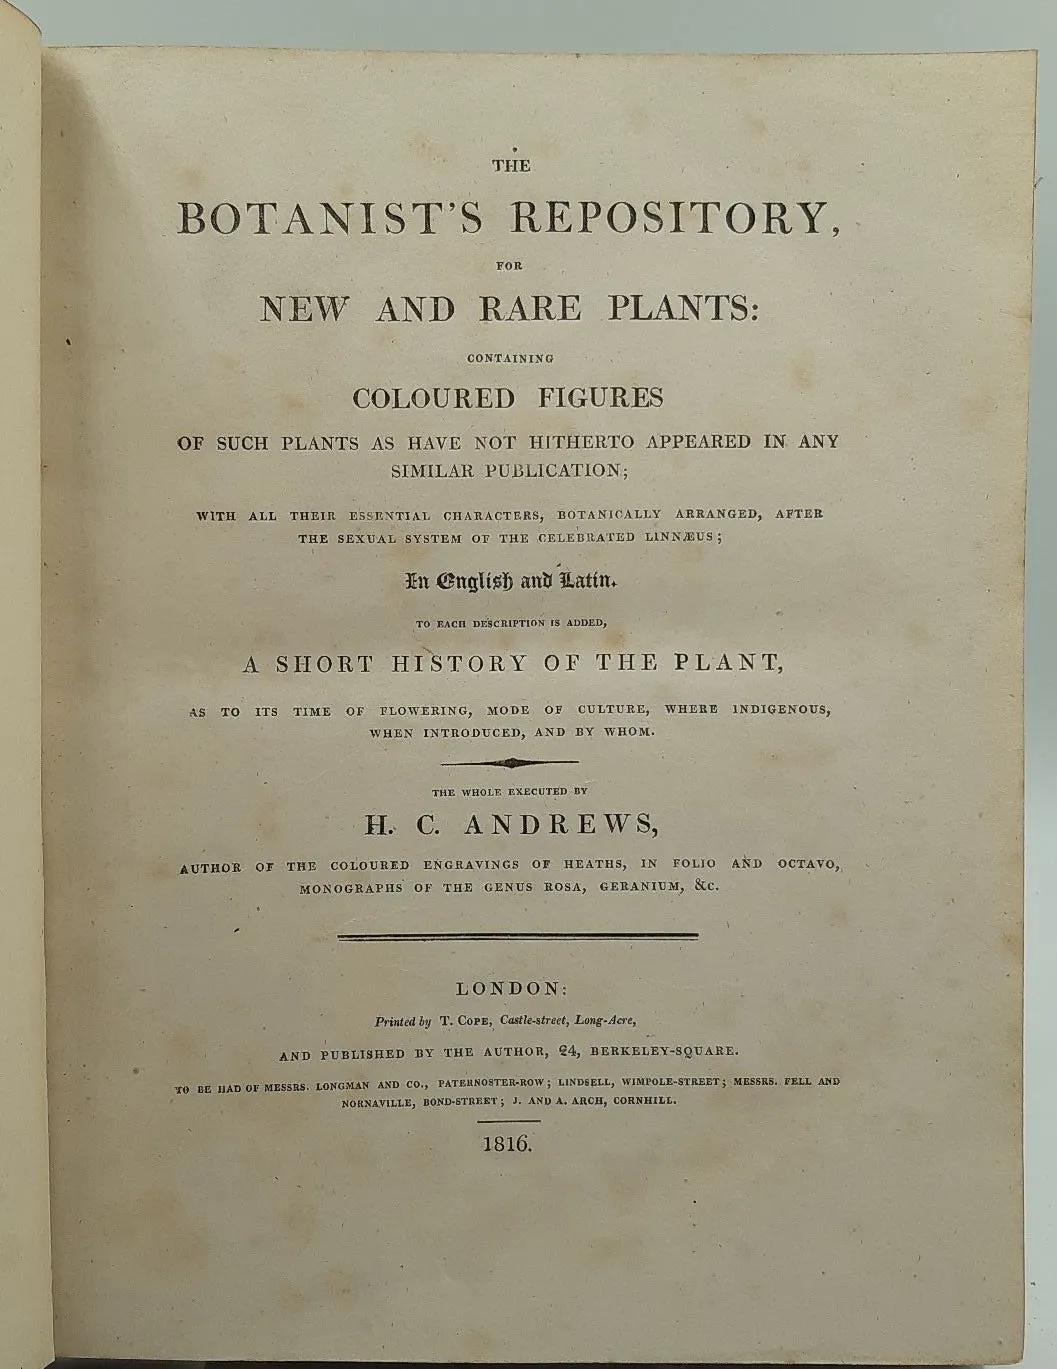 THE
BOTANIST'S REPOSITORY,
FOR
NEW AND RARE PLANTS:
CONTAINING
COLOURED FIGURES
OF SUCH PLANTS AS HAVE NOT HITHERTO APPEARED IN ANY
SIMILAR PUBLICATION;
WITH ALL THEIR ESSENTIAL CHARACTERS, BOTANICALLY ARRANGED, AFTER
THE SEXUAL SYSTEM OF THE CELEBRATED LINNÆUS;
In English and Latin.
TO EACH DESCRIPTION IS ADDED,
A SHORT HISTORY OF THE PLANT,
AS TO ITS TIME OF FLOWERING, MODE OF CULTURE, WHERE INDIGENOUS,
WHEN INTRODUCED, AND BY WHOM.
THE WHOLE EXECUTED BY
H. C. ANDREWS,
AUTHOR OF THE COLOURED ENGRAVINGS OF HEATHS, IN FOLIO AND OCTAVO,
MONOGRAPHS OF THE GENUS ROSA, GERANIUM, &c.
LONDON:
Printed by T. COPE, Castle-street, Long-Acre,
AND PUBLISHED BY THE AUTHOR, 24, BERKELEY-SQUARE.
TO BE HAD OF MESSRS. LONGMAN AND CO., PATERNOSTER-ROW; LINDSELL, WIMPOLE-STREET; MESSRS. FELL AND
NORNAVILLE, BOND-STREET; J. AND A. ARCH, CORNHILL.
1816.